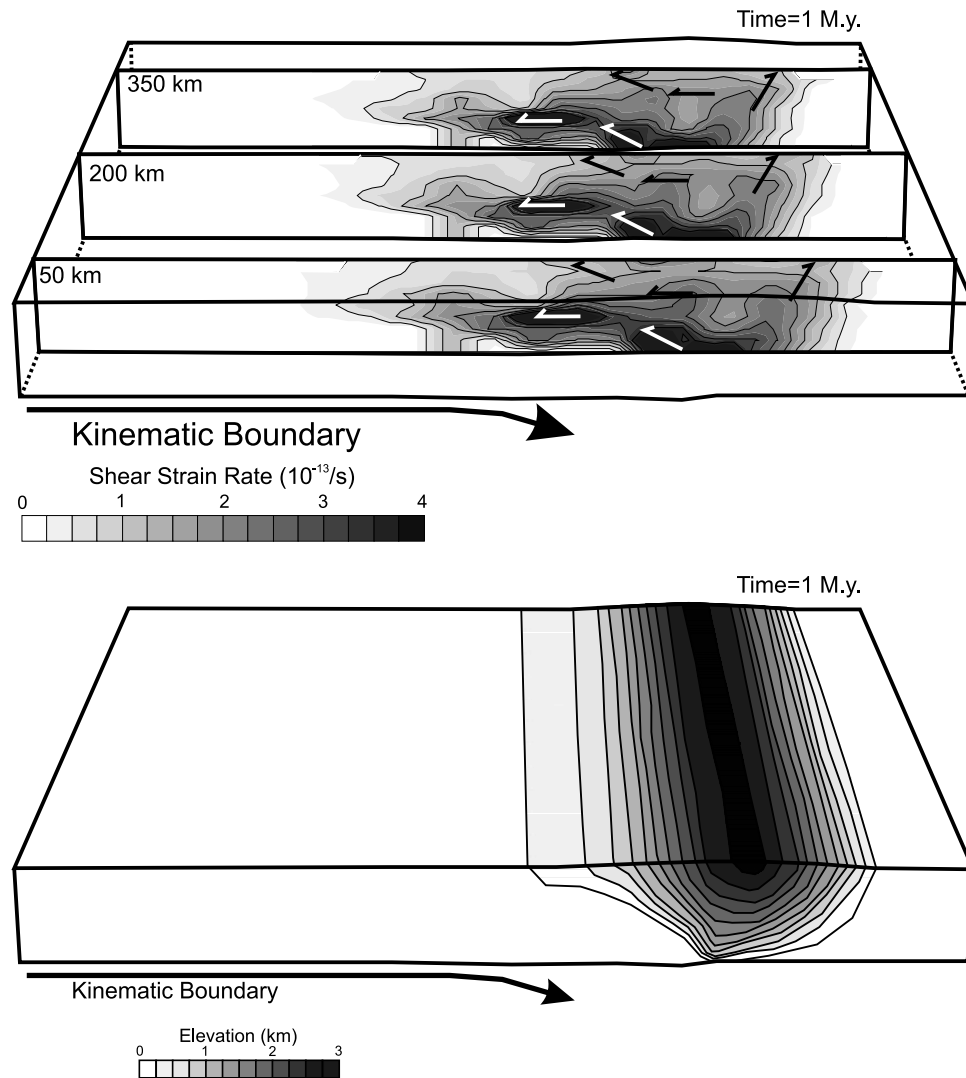 Time=1 M.y.
350 km
200 km
50 km
Kinematic Boundary
Shear Strain Rate (10⁻¹³/s)
0 1 2 3 4
Time=1 M.y.
Kinematic Boundary
Elevation (km)
0 1 2 3